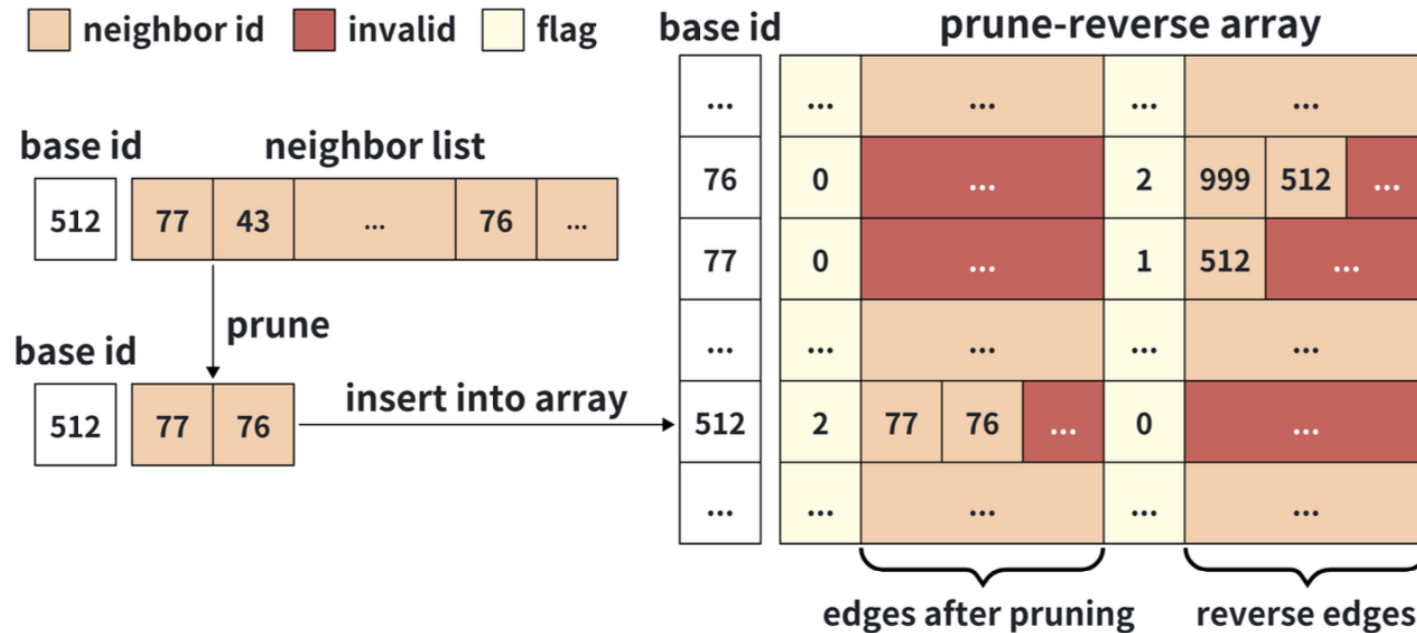 neighbor id invalid flag
base id prune-reverse array
... ... ... ... ...
base id neighbor list
76 0 ... 2 999 512 ...
512 77 43 ... 76 ...
77 0 ... 1 512 ...
prune
... ... ... ... ...
base id
512 77 76
insert into array
512 2 77 76 ... 0 ...
... ... ... ... ...
edges after pruning reverse edges